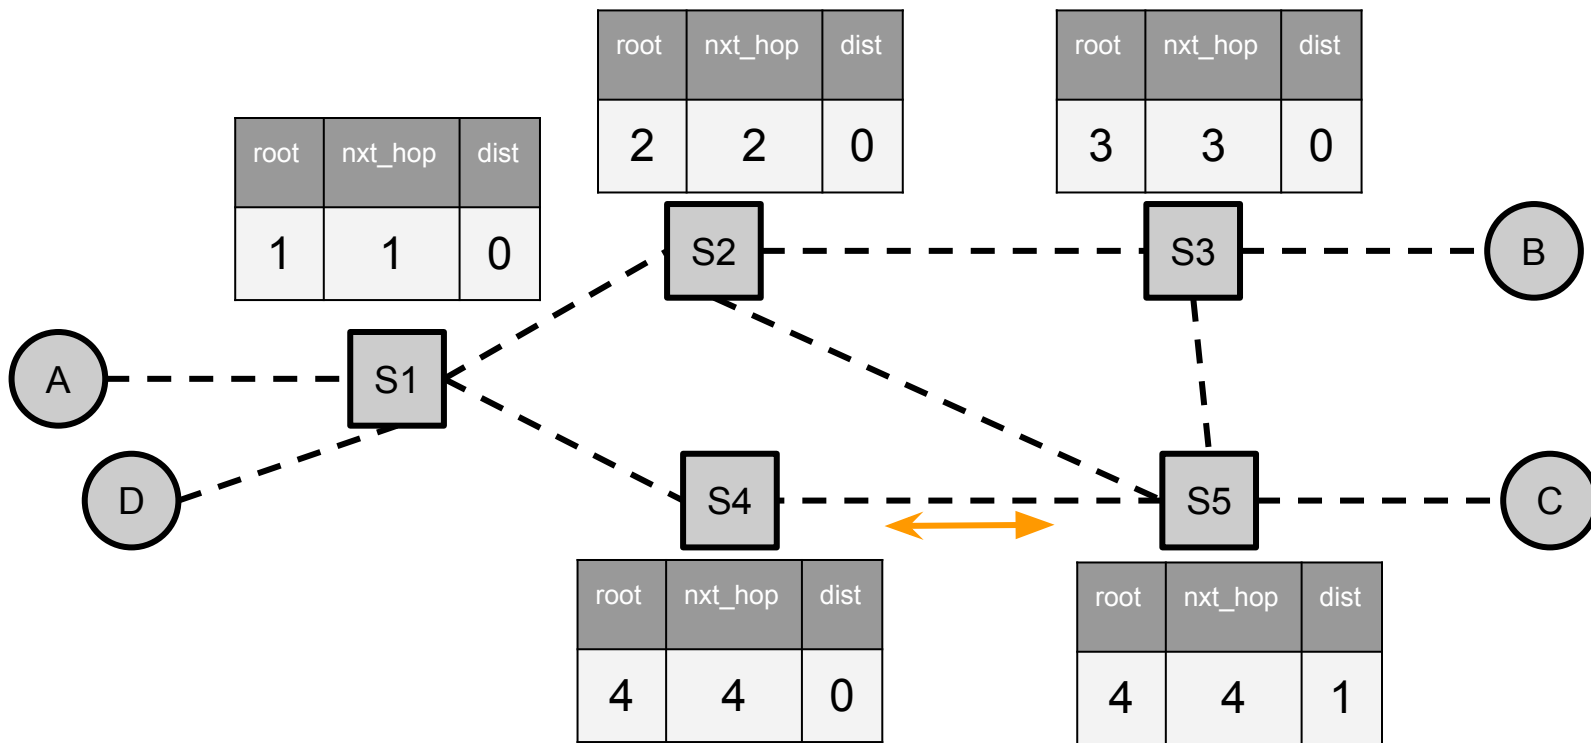 root nxt_hop dist
2 2 0
root nxt_hop dist
3 3 0
root nxt_hop dist
1 1 0
S2
S3
B
A
S1
D
S4
S5
C
root nxt_hop dist
4 4 0
root nxt_hop dist
4 4 1